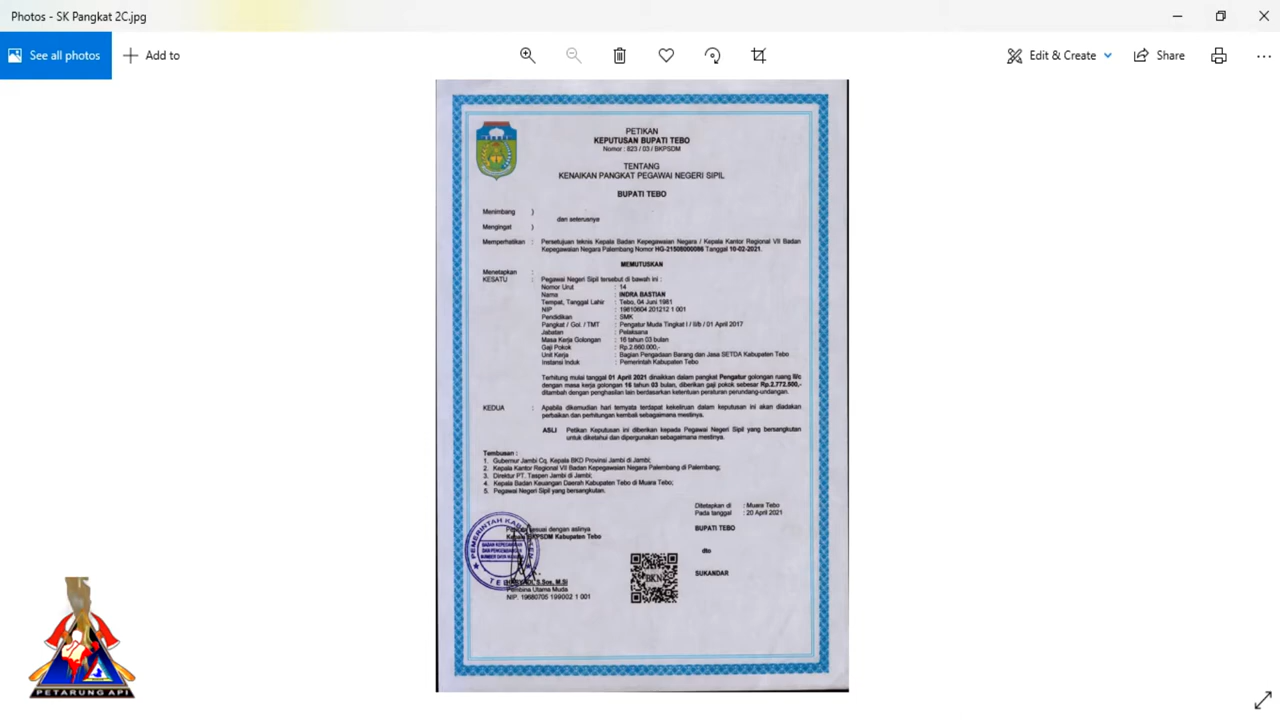 Photos - SK Pangkat 2C.jpg
See all photos
Add to
Edit & Create
Share
PETIKAN
KEPUTUSAN BUPATI TEBO
Nomor : 823 / 03 / BKPSDM
TENTANG
KENAIKAN PANGKAT PEGAWAI NEGERI SIPIL
BUPATI TEBO
Menimbang )
dan seterusnya
Mengingat )
Memperhatikan : Persetujuan teknis Kepala Badan Kepegawaian Negara / Kepala Kantor Regional VII Badan
Kepegawaian Negara Palembang Nomor HG-21508000086 Tanggal 10-02-2021.
MEMUTUSKAN
Menetapkan :
KESATU : Pegawai Negeri Sipil tersebut di bawah ini :
Nomor Urut : 14
Nama : INDRA BASTIAN
Tempat, Tanggal Lahir : Tebo, 04 Juni 1981
NIP : 19810604 201212 1 001
Pendidikan : SMK
Pangkat / Gol. / TMT : Pengatur Muda Tingkat I / II/b / 01 April 2017
Jabatan : Pelaksana
Masa Kerja Golongan : 16 tahun 03 bulan
Gaji Pokok : Rp.2.660.000,-
Unit Kerja : Bagian Pengadaan Barang dan Jasa SETDA Kabupaten Tebo
Instansi Induk : Pemerintah Kabupaten Tebo
Terhitung mulai tanggal 01 April 2021 dinaikkan dalam pangkat Pengatur golongan ruang II/c
dengan masa kerja golongan 16 tahun 03 bulan, diberikan gaji pokok sebesar Rp.2.772.500,-
ditambah dengan penghasilan lain berdasarkan ketentuan peraturan perundang-undangan.
KEDUA : Apabila dikemudian hari ternyata terdapat kekeliruan dalam keputusan ini akan diadakan
perbaikan dan perhitungan kembali sebagaimana mestinya.
ASLI Petikan Keputusan ini diberikan kepada Pegawai Negeri Sipil yang bersangkutan
untuk diketahui dan dipergunakan sebagaimana mestinya.
Tembusan :
1. Gubernur Jambi Cq. Kepala BKD Provinsi Jambi di Jambi;
2. Kepala Kantor Regional VII Badan Kepegawaian Negara Palembang di Palembang;
3. Direktur PT. Taspen Jambi di Jambi;
4. Kepala Badan Keuangan Daerah Kabupaten Tebo di Muara Tebo;
5. Pegawai Negeri Sipil yang bersangkutan.
Ditetapkan di : Muara Tebo
Pada tanggal : 20 April 2021
BUPATI TEBO
dto
SUKANDAR
sesuai dengan aslinya
Kepala BKPSDM Kabupaten Tebo
S.Sos, M.Si
Pembina Utama Muda
NIP. 19680705 199002 1 001
PEMERINTAH
BADAN KEPEGAWAIAN
DAN PENGEMBANGAN
SUMBER DAYA MANUSIA
BKN
PETARUNG API